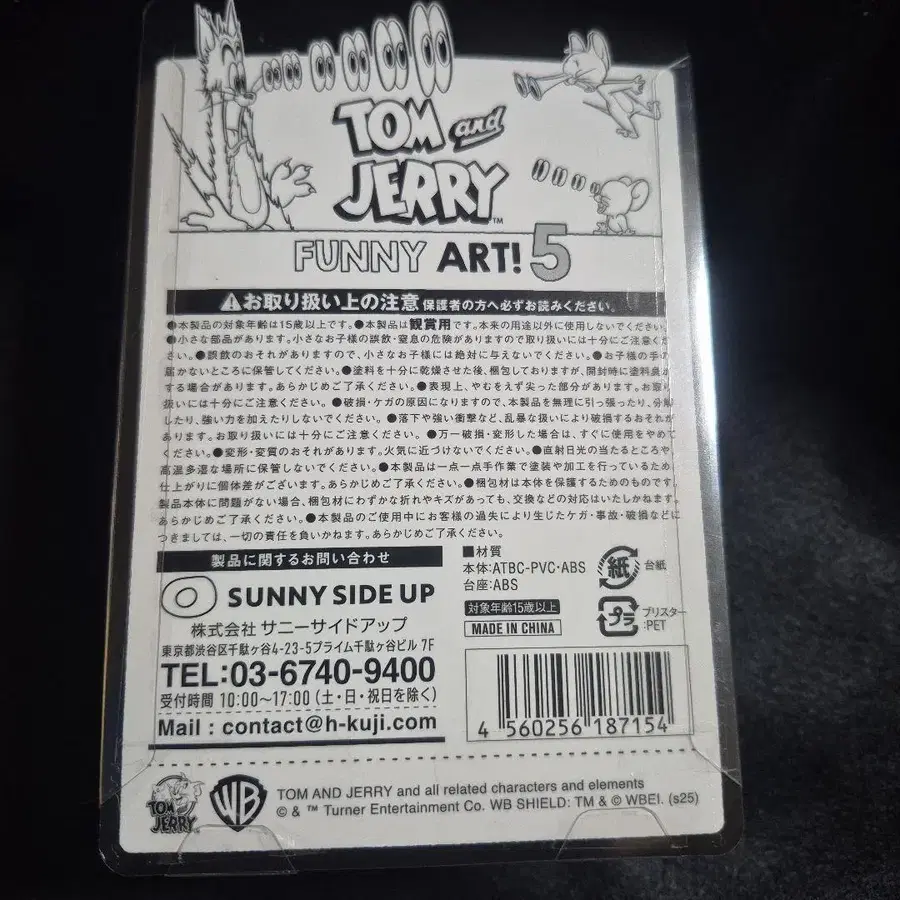 TOM and
JERRY™
FUNNY ART! 5
⚠お取り扱い上の注意 保護者の方へ必ずお読みください。
●本製品の対象年齢は15歳以上です。●本製品は観賞用です。本来の用途以外に使用しないでください。
●小さな部品があります。小さなお子様の誤飲・窒息の危険がありますので取り扱いには十分にご注意くださ
い。●誤飲のおそれがありますので、小さなお子様には絶対に与えないでください。●お子様の手の
届かないところに保管してください。●塗料を十分に乾燥させた後、梱包しておりますが、開封時に塗料臭が
する場合があります。あらかじめご了承ください。●表現上、やむをえず尖った部分があります。お取り
扱いには十分にご注意ください。●破損・ケガの原因になりますので、本製品を無理に引っ張ったり、分解
したり、強い力を加えたりしないでください。●落下や強い衝撃など、乱暴な扱いにより破損するおそれが
あります。お取り扱いには十分にご注意ください。●万一破損・変形した場合は、すぐに使用をやめて
ください。●変形・変質のおそれがあります。火気に近づけないでください。●直射日光の当たるところや
高温多湿な場所に保管しないでください。●本製品は一点一点手作業で塗装や加工を行っているため
仕上がりに個体差がございます。あらかじめご了承ください。●梱包材は本体を保護するためのものです。
製品本体に問題がない場合、梱包材にわずかな折れやキズがあっても、交換などの対応はいたしかねます。
あらかじめご了承ください。●本製品のご使用中にお客様の過失により生じたケガ・事故・破損などに
つきましては、一切の責任を負いかねます。あらかじめご了承ください。
製品に関するお問い合わせ
SUNNY SIDE UP
株式会社 サニーサイドアップ
東京都渋谷区千駄ヶ谷4-23-5プライム千駄ヶ谷ビル 7F
TEL:03-6740-9400
受付時間 10:00〜17:00 (土・日・祝日を除く)
Mail : contact@h-kuji.com
■材質
本体:ATBC-PVC・ABS
台座:ABS
対象年齢15歳以上
MADE IN CHINA
紙 台紙
プラ ブリスター
:PET
4 560256 187154
TOM and JERRY
WB
TOM AND JERRY and all related characters and elements
© & ™ Turner Entertainment Co. WB SHIELD: TM & © WBEI. (s25)